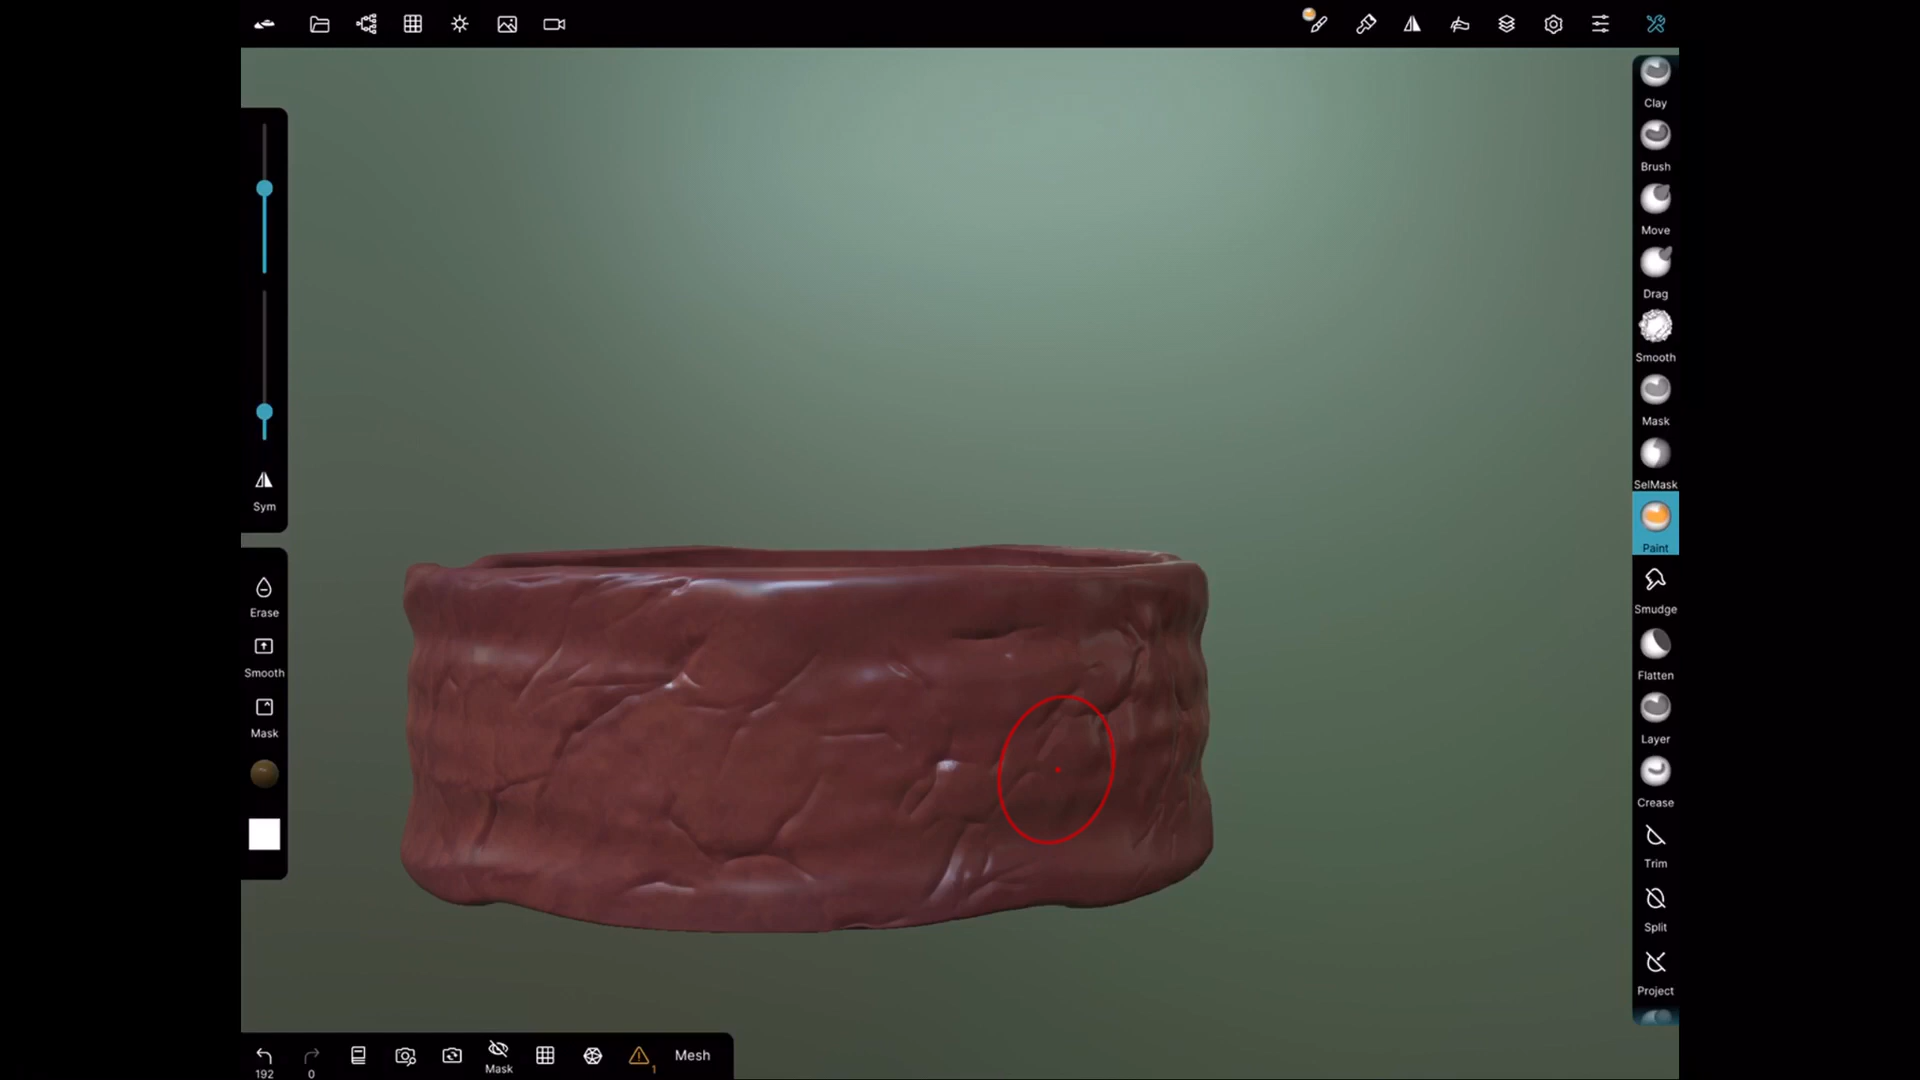 Clay
Brush
Move
Drag
Smooth
Mask
SelMask
Paint
Smudge
Flatten
Layer
Crease
Trim
Split
Project
Sym
Erase
Smooth
Mask
192
0
Mask
1
Mesh